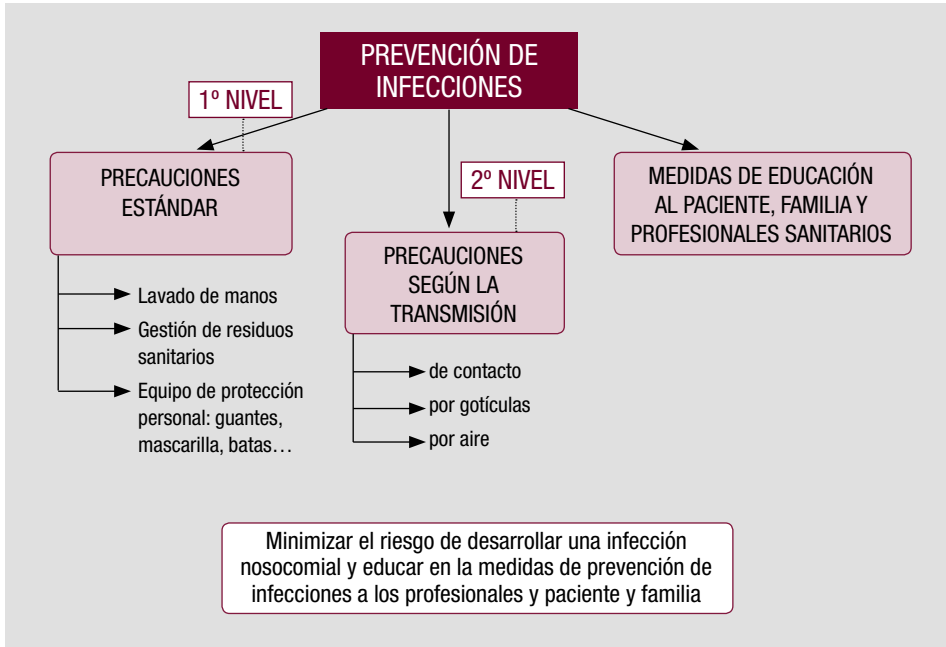 PREVENCIÓN DE
INFECCIONES
1º NIVEL
PRECAUCIONES
ESTÁNDAR
Lavado de manos
Gestión de residuos
sanitarios
Equipo de protección
personal: guantes,
mascarilla, batas…
2º NIVEL
PRECAUCIONES
SEGÚN LA
TRANSMISIÓN
de contacto
por gotículas
por aire
MEDIDAS DE EDUCACIÓN
AL PACIENTE, FAMILIA Y
PROFESIONALES SANITARIOS
Minimizar el riesgo de desarrollar una infección
nosocomial y educar en la medidas de prevención de
infecciones a los profesionales y paciente y familia